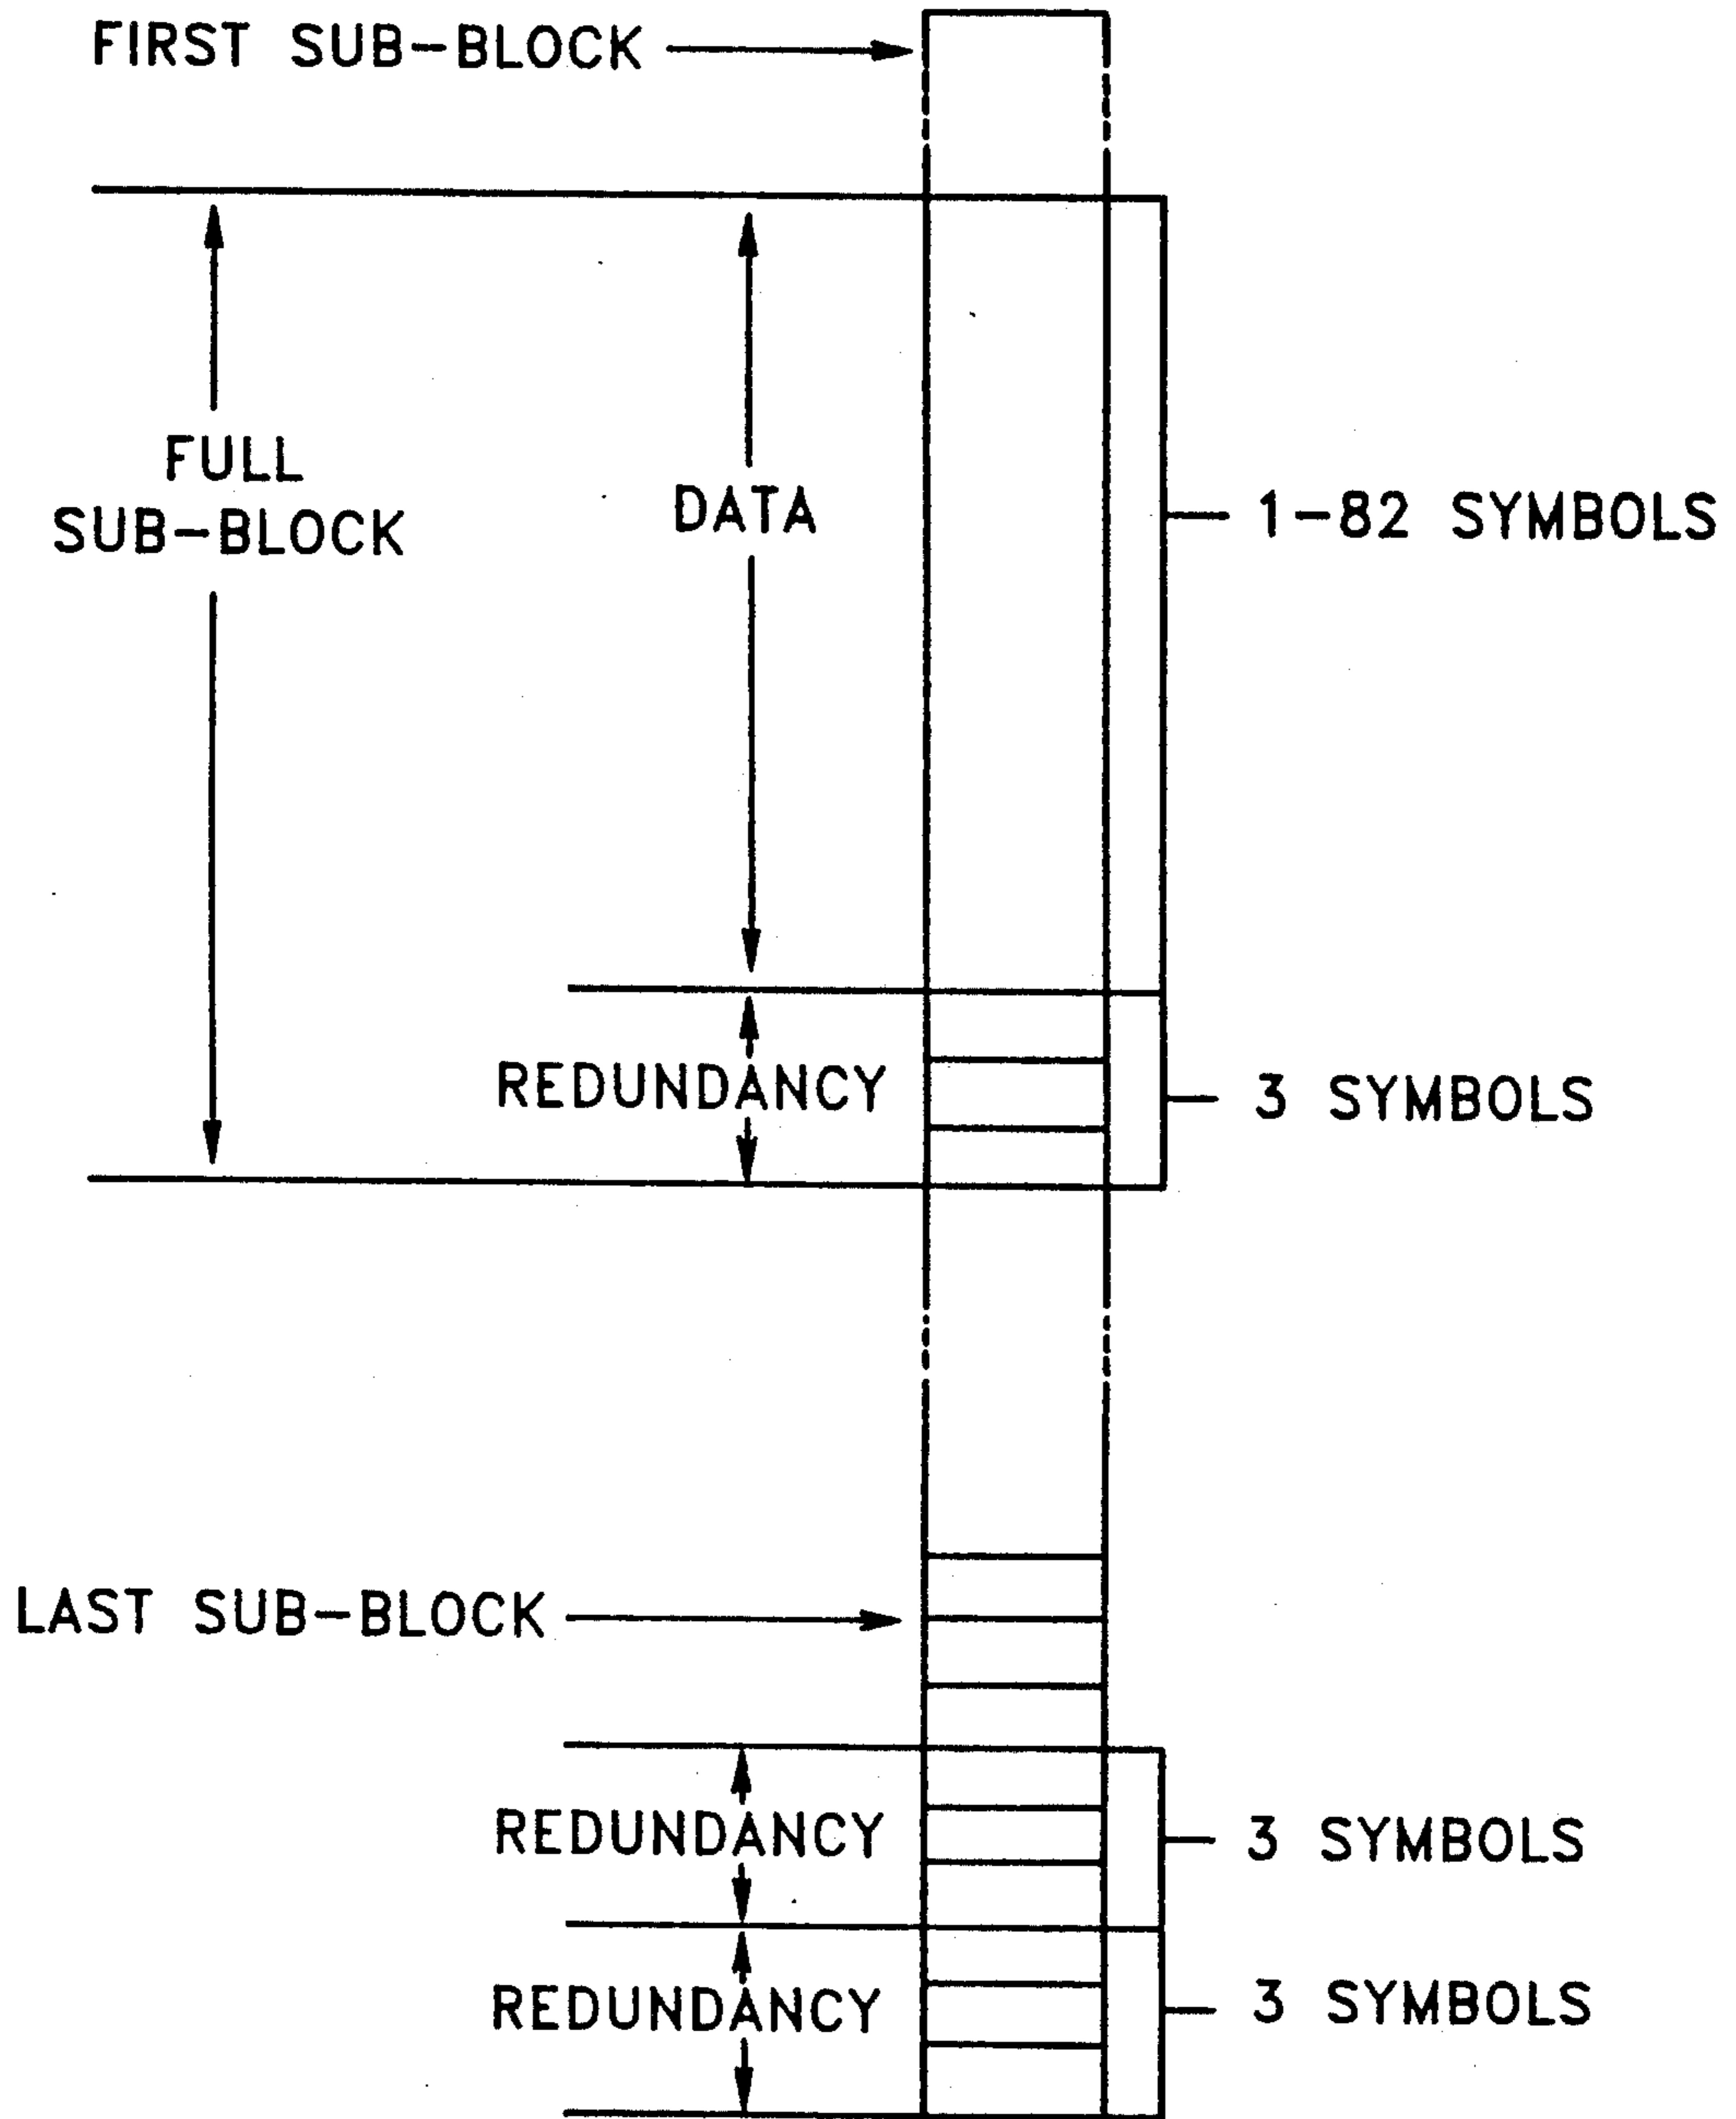 FIRST SUB-BLOCK
FULL
SUB-BLOCK
DATA
1-82 SYMBOLS
REDUNDANCY
3 SYMBOLS
LAST SUB-BLOCK
REDUNDANCY
3 SYMBOLS
REDUNDANCY
3 SYMBOLS